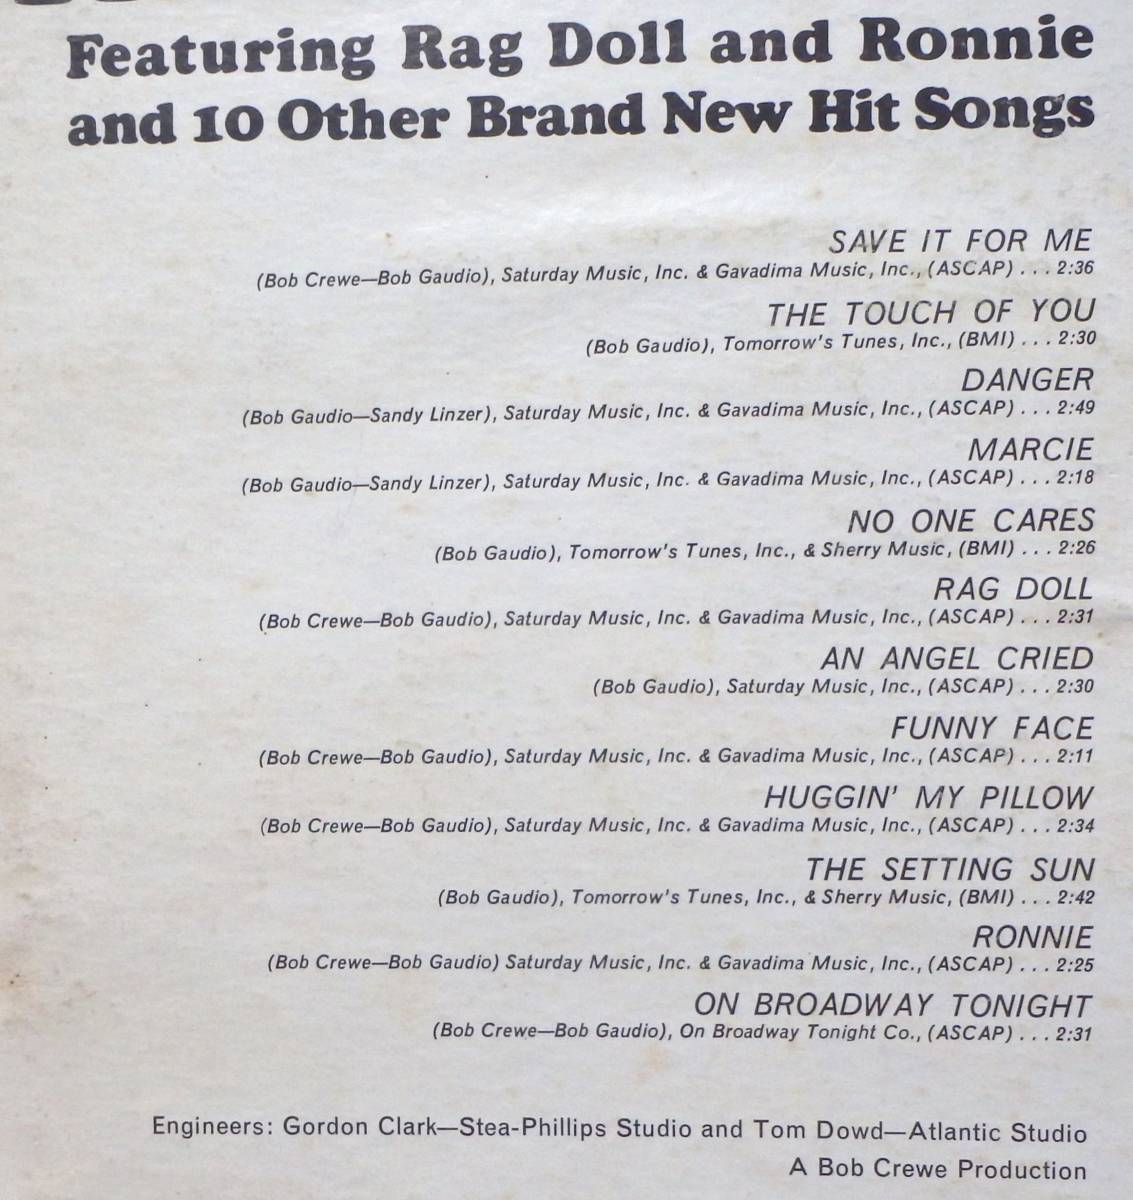 Featuring Rag Doll and Ronnie
and 10 Other Brand New Hit Songs
SAVE IT FOR ME
(Bob Crewe—Bob Gaudio), Saturday Music, Inc. & Gavadima Music, Inc., (ASCAP) . . . 2:36
THE TOUCH OF YOU
(Bob Gaudio), Tomorrow's Tunes, Inc., (BMI) . . . 2:30
DANGER
(Bob Gaudio—Sandy Linzer), Saturday Music, Inc. & Gavadima Music, Inc., (ASCAP) . . . 2:49
MARCIE
(Bob Gaudio—Sandy Linzer), Saturday Music, Inc. & Gavadima Music, Inc., (ASCAP) . . . 2:18
NO ONE CARES
(Bob Gaudio), Tomorrow's Tunes, Inc., & Sherry Music, (BMI) . . . 2:26
RAG DOLL
(Bob Crewe—Bob Gaudio), Saturday Music, Inc. & Gavadima Music, Inc., (ASCAP) . . . 2:31
AN ANGEL CRIED
(Bob Gaudio), Saturday Music, Inc., (ASCAP) . . . 2:30
FUNNY FACE
(Bob Crewe—Bob Gaudio), Saturday Music, Inc. & Gavadima Music, Inc., (ASCAP) . . . 2:11
HUGGIN' MY PILLOW
(Bob Crewe—Bob Gaudio), Saturday Music, Inc. & Gavadima Music, Inc., (ASCAP) . . . 2:34
THE SETTING SUN
(Bob Gaudio), Tomorrow's Tunes, Inc., & Sherry Music, (BMI) . . . 2:42
RONNIE
(Bob Crewe—Bob Gaudio) Saturday Music, Inc. & Gavadima Music, Inc., (ASCAP) . . . 2:25
ON BROADWAY TONIGHT
(Bob Crewe—Bob Gaudio), On Broadway Tonight Co., (ASCAP) . . . 2:31
Engineers: Gordon Clark—Stea-Phillips Studio and Tom Dowd—Atlantic Studio
A Bob Crewe Production